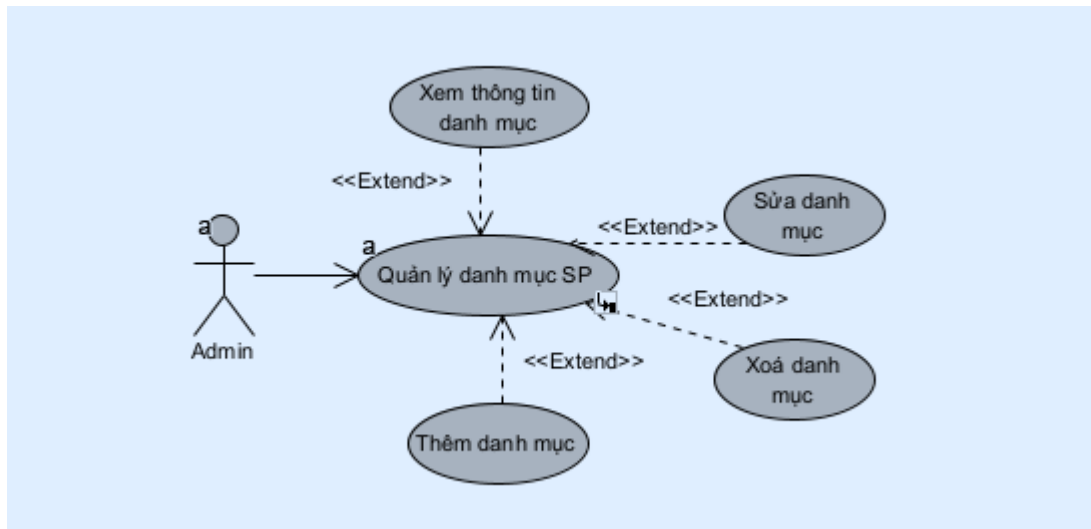 Xem thông tin
danh mục
<<Extend>>
Sửa danh
mục
<<Extend>>
a
a
Quản lý danh mục SP
<<Extend>>
Admin
<<Extend>>
Xoá danh
mục
Thêm danh mục